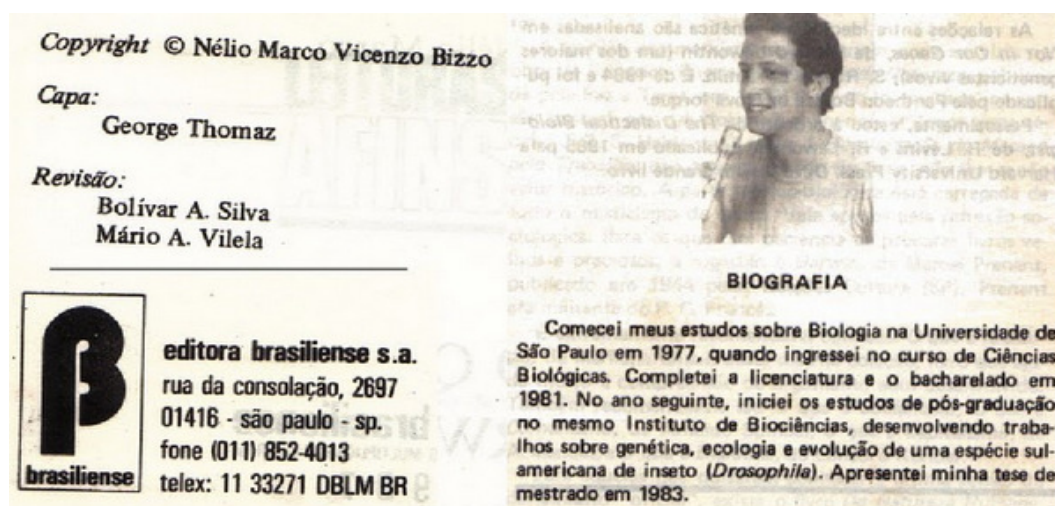 Copyright © Nélio Marco Vicenzo Bizzo
Capa:
George Thomaz
Revisão:
Bolívar A. Silva
Mário A. Vilela
brasiliense
editora brasiliense s.a.
rua da consolação, 2697
01416 - são paulo - sp.
fone (011) 852-4013
telex: 11 33271 DBLM BR
BIOGRAFIA
Comecei meus estudos sobre Biologia na Universidade de
São Paulo em 1977, quando ingressei no curso de Ciências
Biológicas. Completei a licenciatura e o bacharelado em
1981. No ano seguinte, iniciei os estudos de pós-graduação
no mesmo Instituto de Biociências, desenvolvendo traba-
lhos sobre genética, ecologia e evolução de uma espécie sul-
americana de inseto (Drosophila). Apresentei minha tese de
mestrado em 1983.